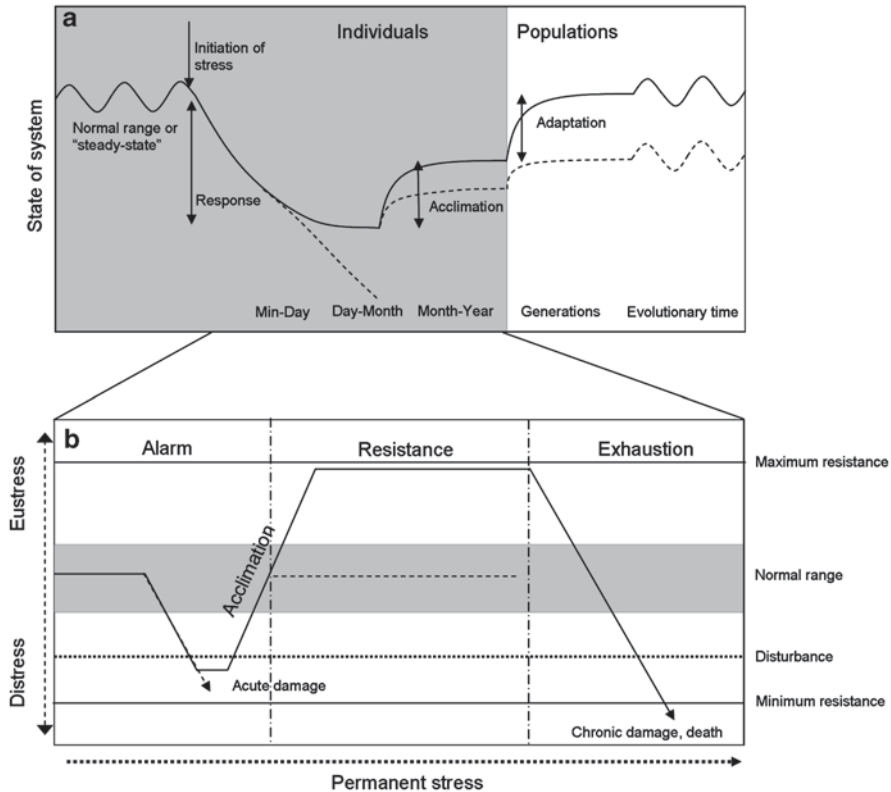 a
Individuals
Populations
Initiation of
stress
Normal range or
"steady-state"
Response
Acclimation
Adaptation
State of system
Min-Day
Day-Month
Month-Year
Generations
Evolutionary time
b
Alarm
Resistance
Exhaustion
Maximum resistance
Eustress
Acclimation
Normal range
Distress
Disturbance
Acute damage
Minimum resistance
Chronic damage, death
Permanent stress